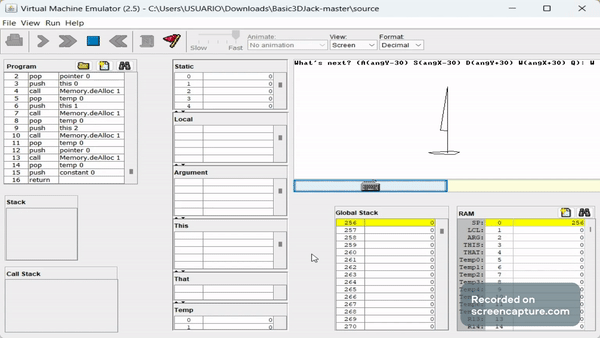 Virtual Machine Emulator (2.5) - C:\Users\USUARIO\Downloads\Basic3DJack-master\source
File View Run Help
Slow Fast
Animate:
No animation
View:
Screen
Format:
Decimal
Program
2 pop pointer 0
3 push this 0
4 call Memory.deAlloc 1
5 pop temp 0
6 push this 1
7 call Memory.deAlloc 1
8 pop temp 0
9 push this 2
10 call Memory.deAlloc 1
11 pop temp 0
12 push pointer 0
13 call Memory.deAlloc 1
14 pop temp 0
15 push constant 0
16 return
Static
0 0
1 0
2 0
3 0
4 0
Local
Argument
This
That
Temp
0 0
1 0
What's next? (A(angY-30) S(angX-30) D(angY+30) W(angX+30) Q): W
Stack
Call Stack
Global Stack
256 0
257 0
258 0
259 0
260 0
261 0
262 0
263 0
264 0
265 0
266 0
267 0
268 0
269 0
270 0
RAM
SP: 0 256
LCL: 1 0
ARG: 2 0
THIS: 3 0
THAT: 4 0
Temp0: 5 0
Temp1: 6 0
Temp2: 7 0
Recorded on
screencapture.com